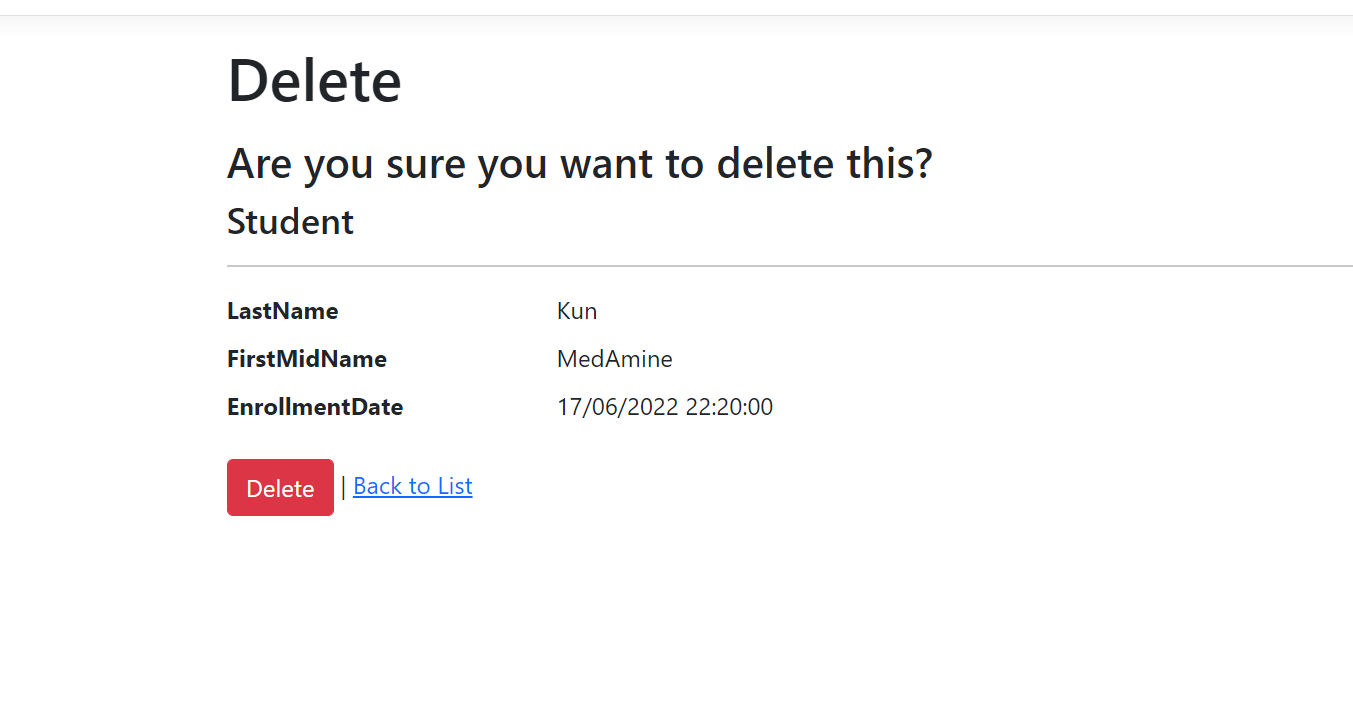 Delete
Are you sure you want to delete this?
Student
LastName Kun
FirstMidName MedAmine
EnrollmentDate 17/06/2022 22:20:00
Delete | Back to List